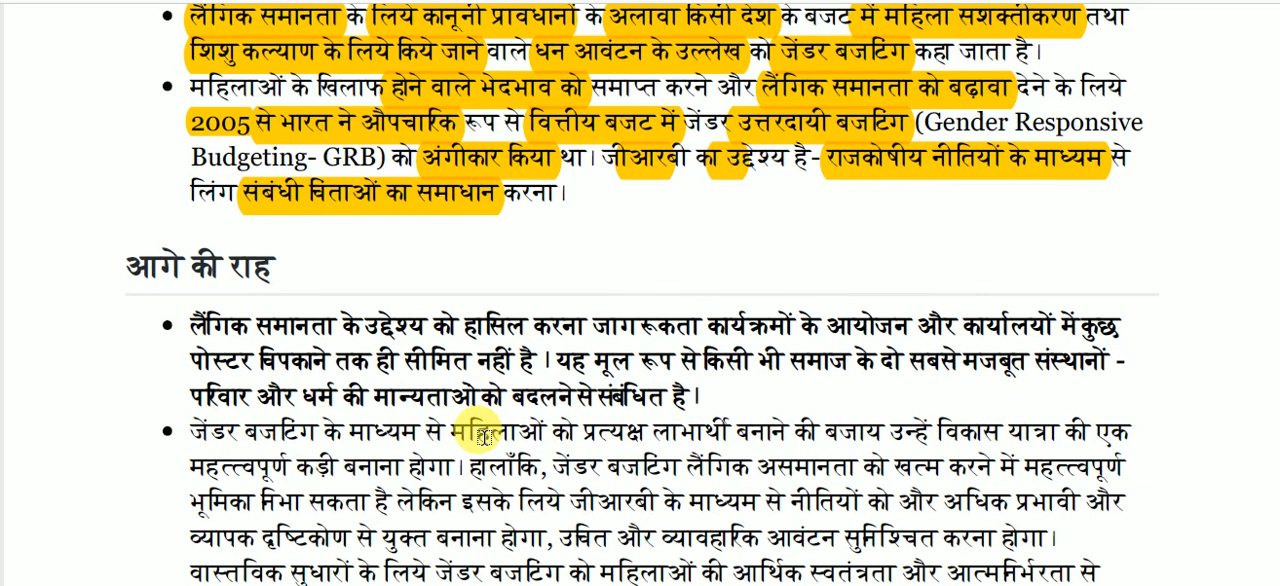 लैंगिक समानता के लिये कानूनी प्रावधानों के अलावा किसी देश के बजट में महिला सशक्तीकरण तथा
शिशु कल्याण के लिये किये जाने वाले धन आवंटन के उल्लेख को जेंडर बजटिंग कहा जाता है।
महिलाओं के खिलाफ होने वाले भेदभाव को समाप्त करने और लैंगिक समानता को बढ़ावा देने के लिये
2005 से भारत ने औपचारिक रूप से वित्तीय बजट में जेंडर उत्तरदायी बजटिंग (Gender Responsive
Budgeting- GRB) को अंगीकार किया था। जीआरबी का उद्देश्य है- राजकोषीय नीतियों के माध्यम से
लिंग संबंधी चिंताओं का समाधान करना।
आगे की राह
लैंगिक समानता के उद्देश्य को हासिल करना जागरूकता कार्यक्रमों के आयोजन और कार्यालयों में कुछ
पोस्टर चिपकाने तक ही सीमित नहीं है। यह मूल रूप से किसी भी समाज के दो सबसे मजबूत संस्थानों -
परिवार और धर्म की मान्यताओं को बदलने से संबंधित है।
जेंडर बजटिंग के माध्यम से महिलाओं को प्रत्यक्ष लाभार्थी बनाने की बजाय उन्हें विकास यात्रा की एक
महत्त्वपूर्ण कड़ी बनाना होगा। हालाँकि, जेंडर बजटिंग लैंगिक असमानता को खत्म करने में महत्त्वपूर्ण
भूमिका निभा सकता है लेकिन इसके लिये जीआरबी के माध्यम से नीतियों को और अधिक प्रभावी और
व्यापक दृष्टिकोण से युक्त बनाना होगा, उचित और व्यावहारिक आवंटन सुनिश्चित करना होगा।
वास्तविक सुधारों के लिये जेंडर बजटिंग को महिलाओं की आर्थिक स्वतंत्रता और आत्मनिर्भरता से